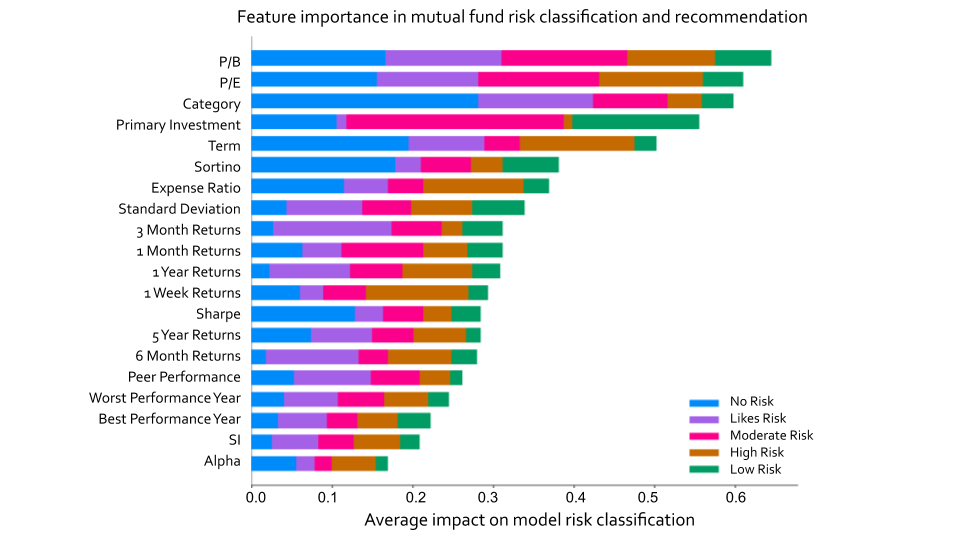 Feature importance in mutual fund risk classification and recommendation
P/B
P/E
Category
Primary Investment
Term
Sortino
Expense Ratio
Standard Deviation
3 Month Returns
1 Month Returns
1 Year Returns
1 Week Returns
Sharpe
5 Year Returns
6 Month Returns
Peer Performance
Worst Performance Year
Best Performance Year
SI
Alpha
No Risk
Likes Risk
Moderate Risk
High Risk
Low Risk
0.0 0.1 0.2 0.3 0.4 0.5 0.6
Average impact on model risk classification